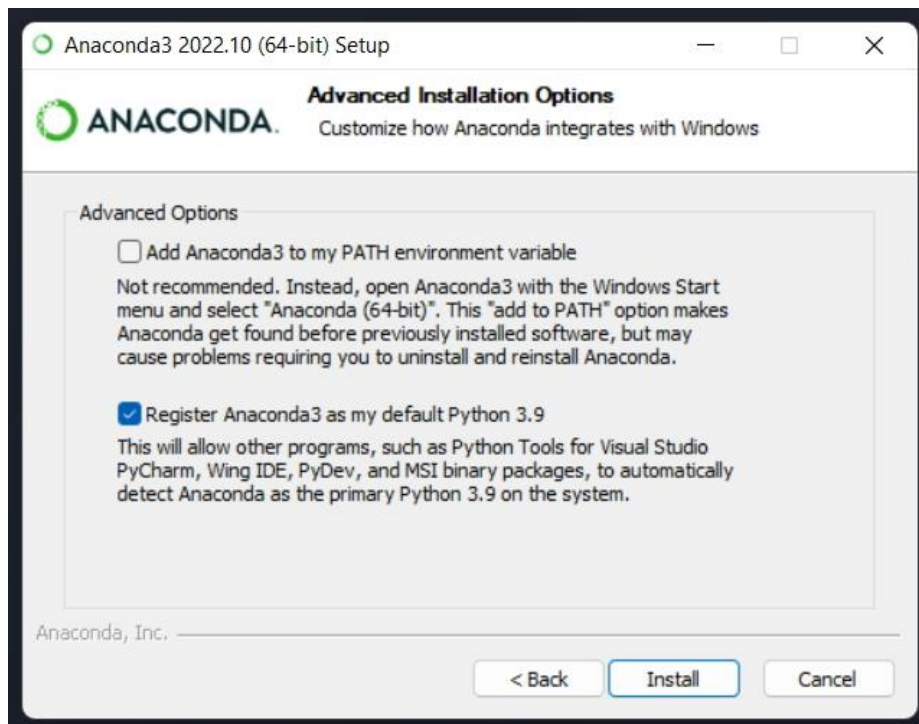 Anaconda3 2022.10 (64-bit) Setup
ANACONDA.
Advanced Installation Options
Customize how Anaconda integrates with Windows
Advanced Options
Add Anaconda3 to my PATH environment variable
Not recommended. Instead, open Anaconda3 with the Windows Start
menu and select "Anaconda (64-bit)". This "add to PATH" option makes
Anaconda get found before previously installed software, but may
cause problems requiring you to uninstall and reinstall Anaconda.
Register Anaconda3 as my default Python 3.9
This will allow other programs, such as Python Tools for Visual Studio
PyCharm, Wing IDE, PyDev, and MSI binary packages, to automatically
detect Anaconda as the primary Python 3.9 on the system.
Anaconda, Inc.
< Back
Install
Cancel